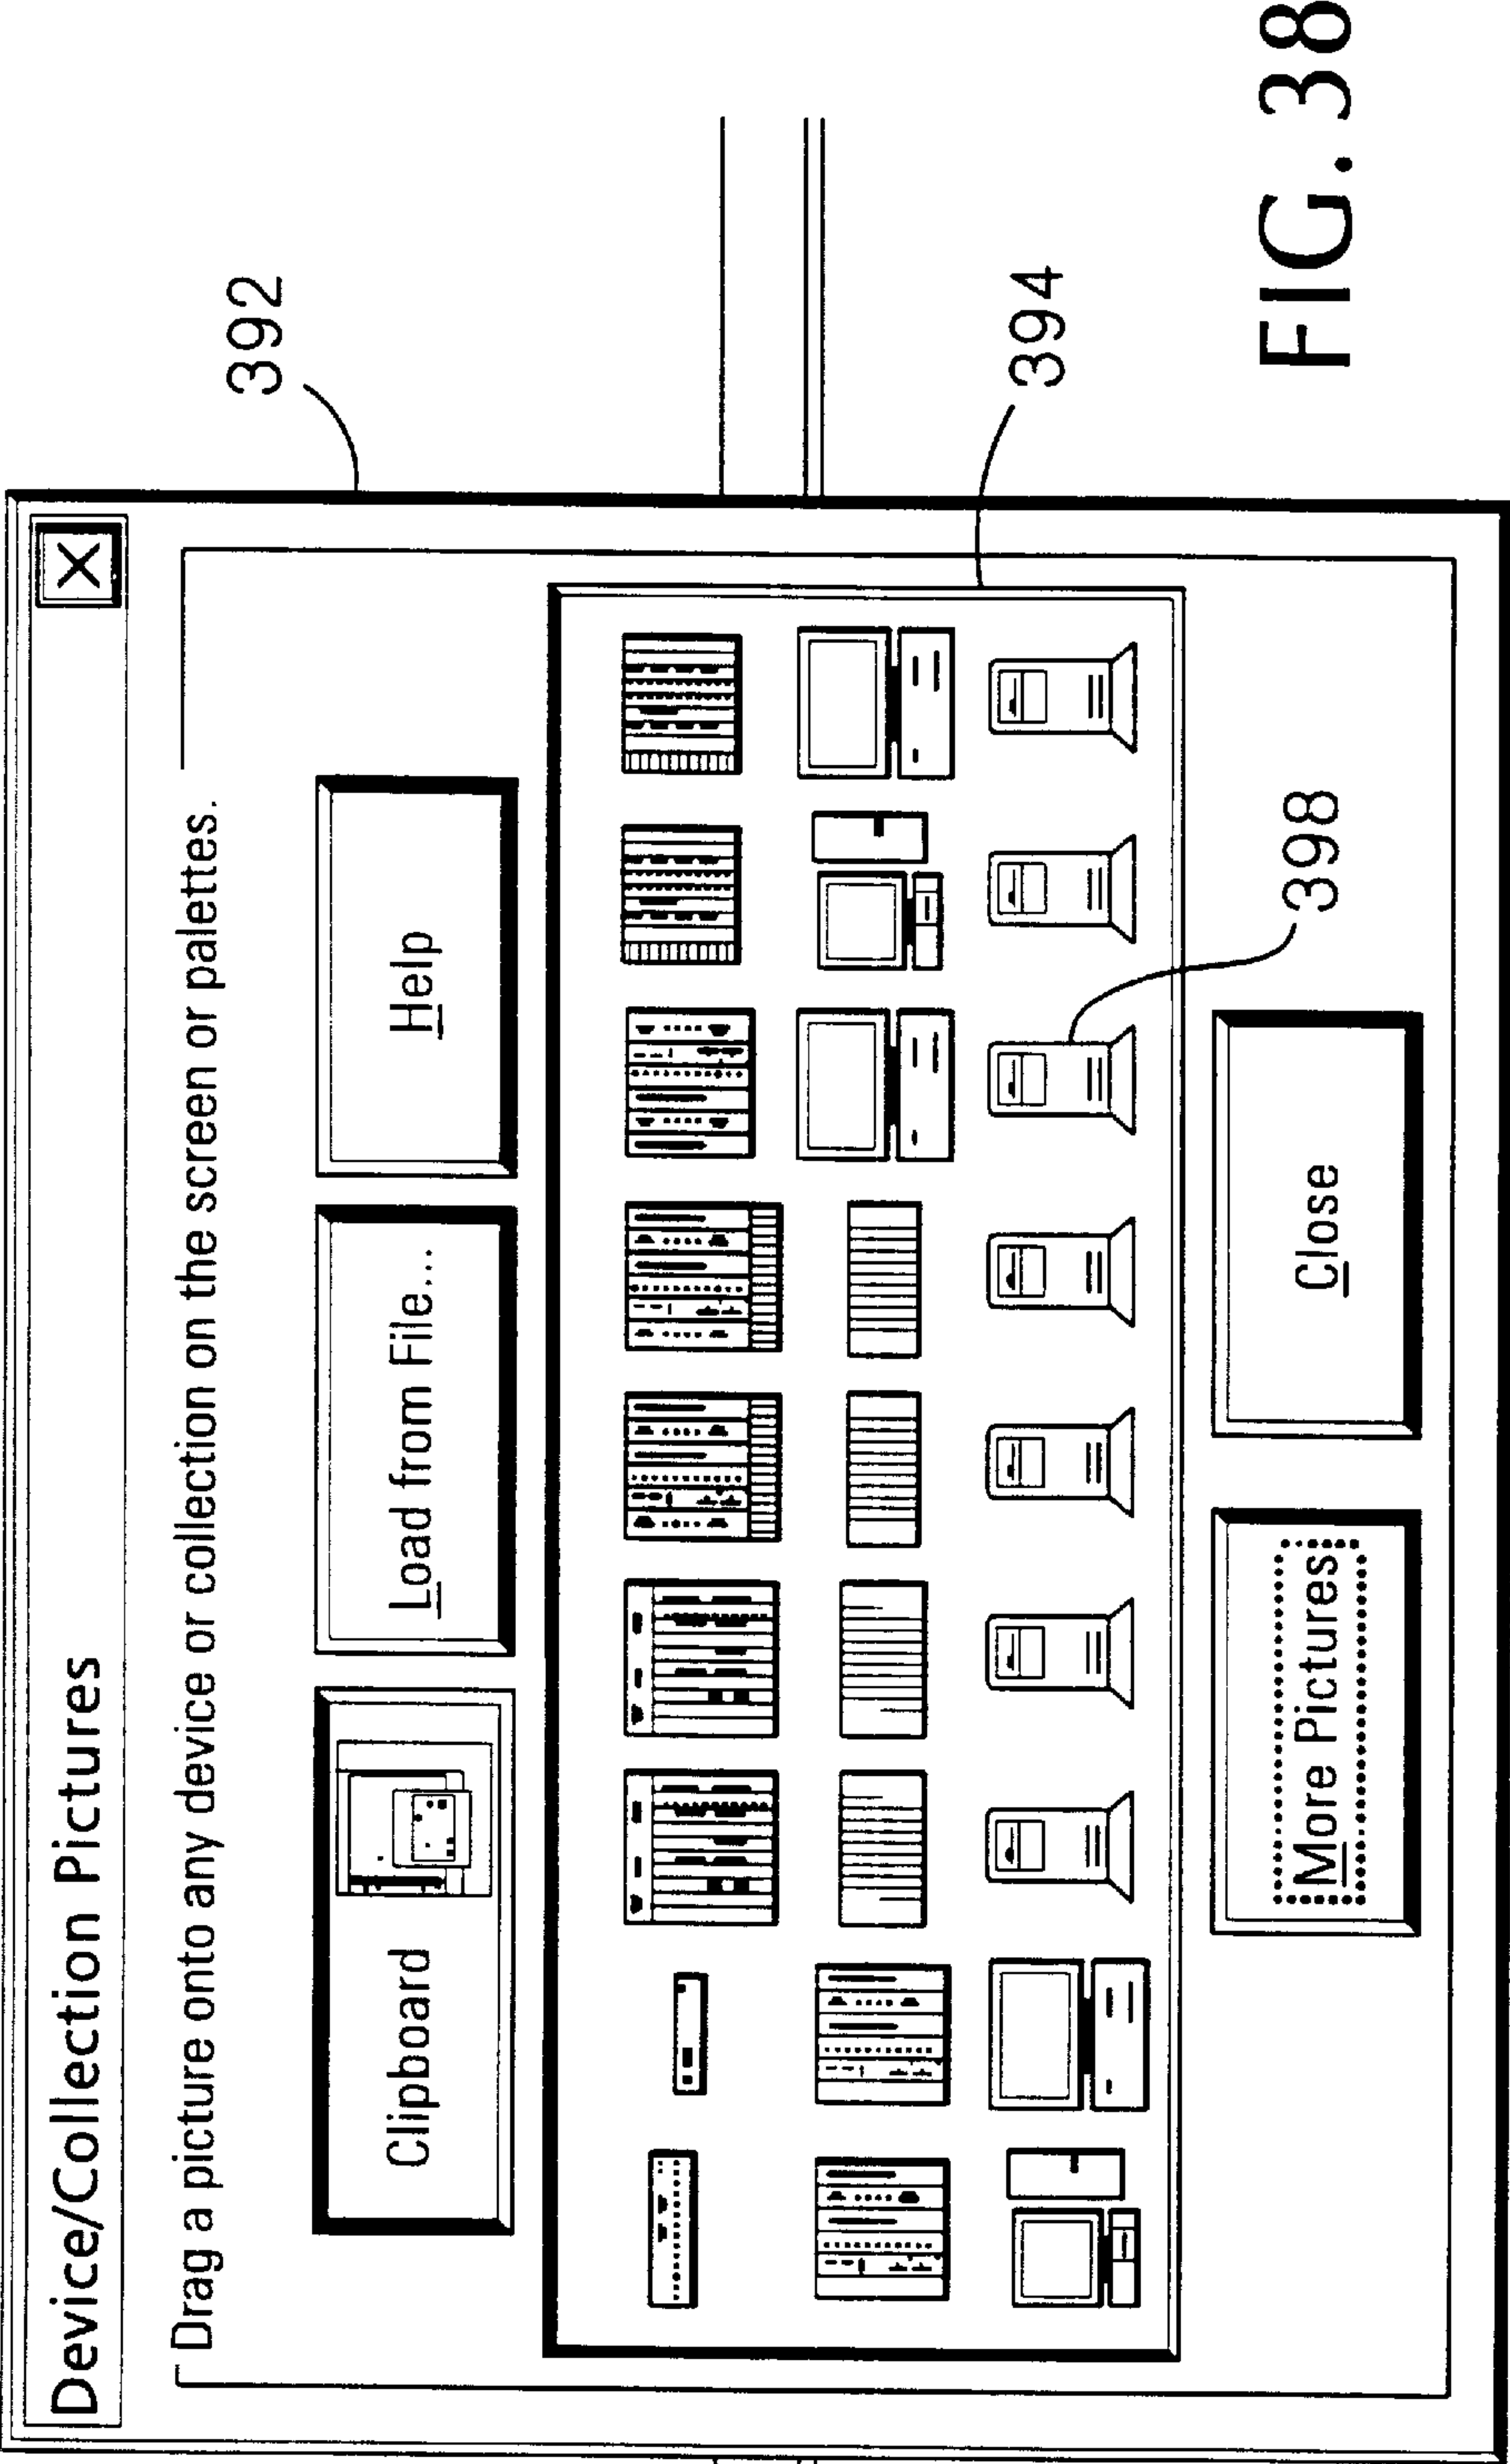 Device/Collection Pictures
X
Drag a picture onto any device or collection on the screen or palettes.
Clipboard
Load from File...
Help
More Pictures
Close
392
394
398
FIG. 38